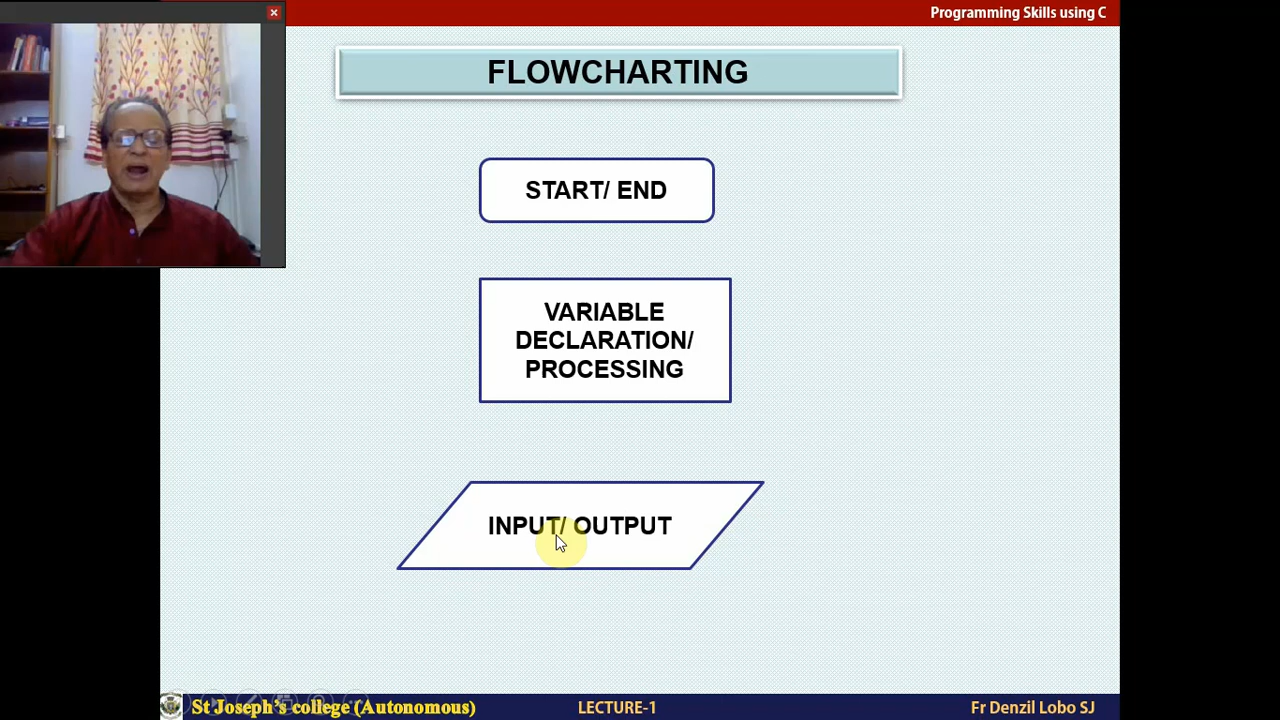 Programming Skills using C
FLOWCHARTING
START/ END
VARIABLE
DECLARATION/
PROCESSING
INPUT/ OUTPUT
St Joseph's college (Autonomous)
LECTURE-1
Fr Denzil Lobo SJ